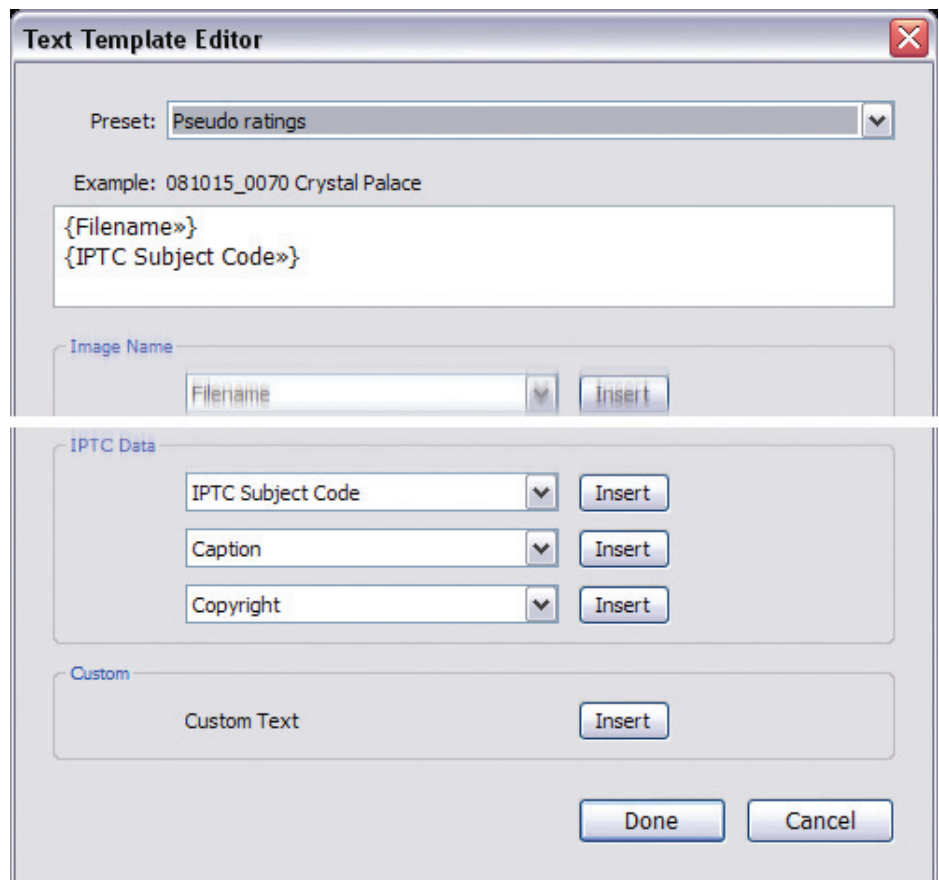 Text Template Editor
Preset: Pseudo ratings
Example: 081015_0070 Crystal Palace
{Filename»}
{IPTC Subject Code»}
Image Name
Filename Insert
IPTC Data
IPTC Subject Code Insert
Caption Insert
Copyright Insert
Custom
Custom Text Insert
Done Cancel